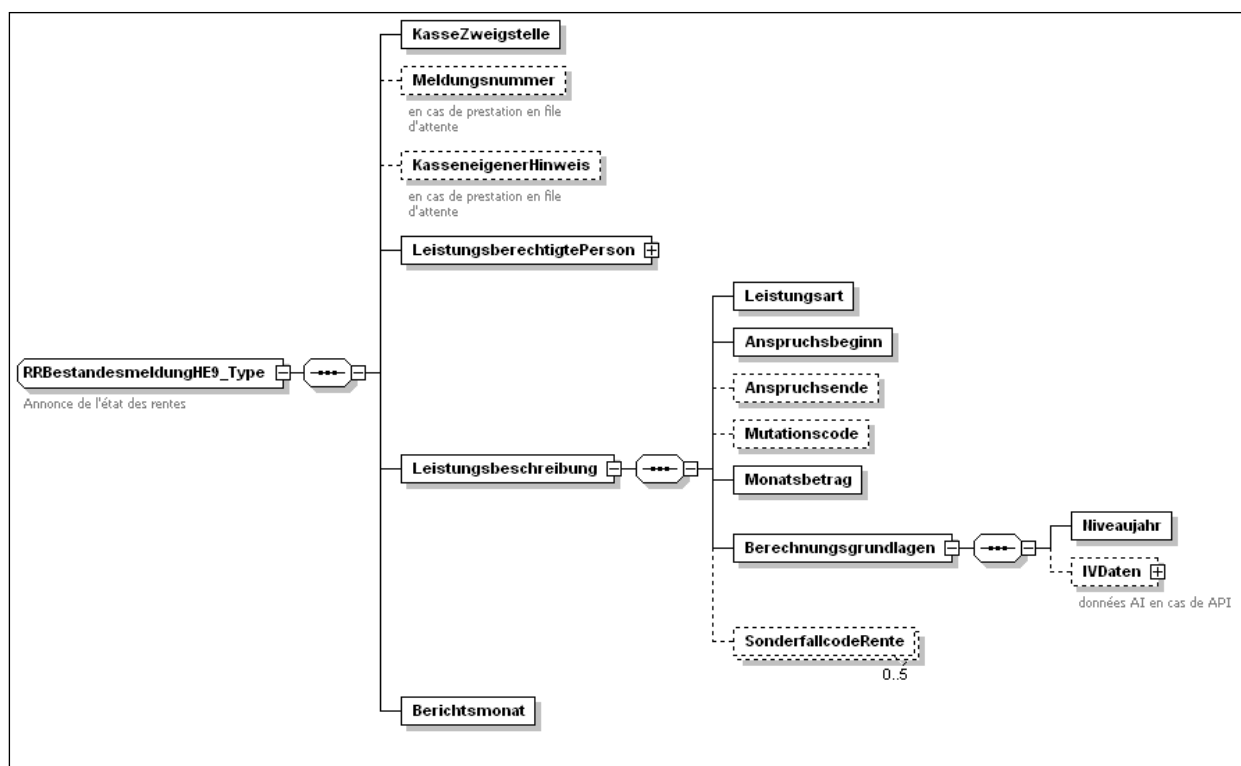 KasseZweigstelle
Meldungsnummer
en cas de prestation en file
d'attente
KasseneigenerHinweis
en cas de prestation en file
d'attente
LeistungsberechtigtePerson
RRBestandesmeldungHE9_Type
Annonce de l'état des rentes
Leistungsbeschreibung
Leistungsart
Anspruchsbeginn
Anspruchsende
Mutationscode
Monatsbetrag
Berechnungsgrundlagen
Niveaujahr
IVDaten
données AI en cas de API
SonderfallcodeRente
0..5
Berichtsmonat